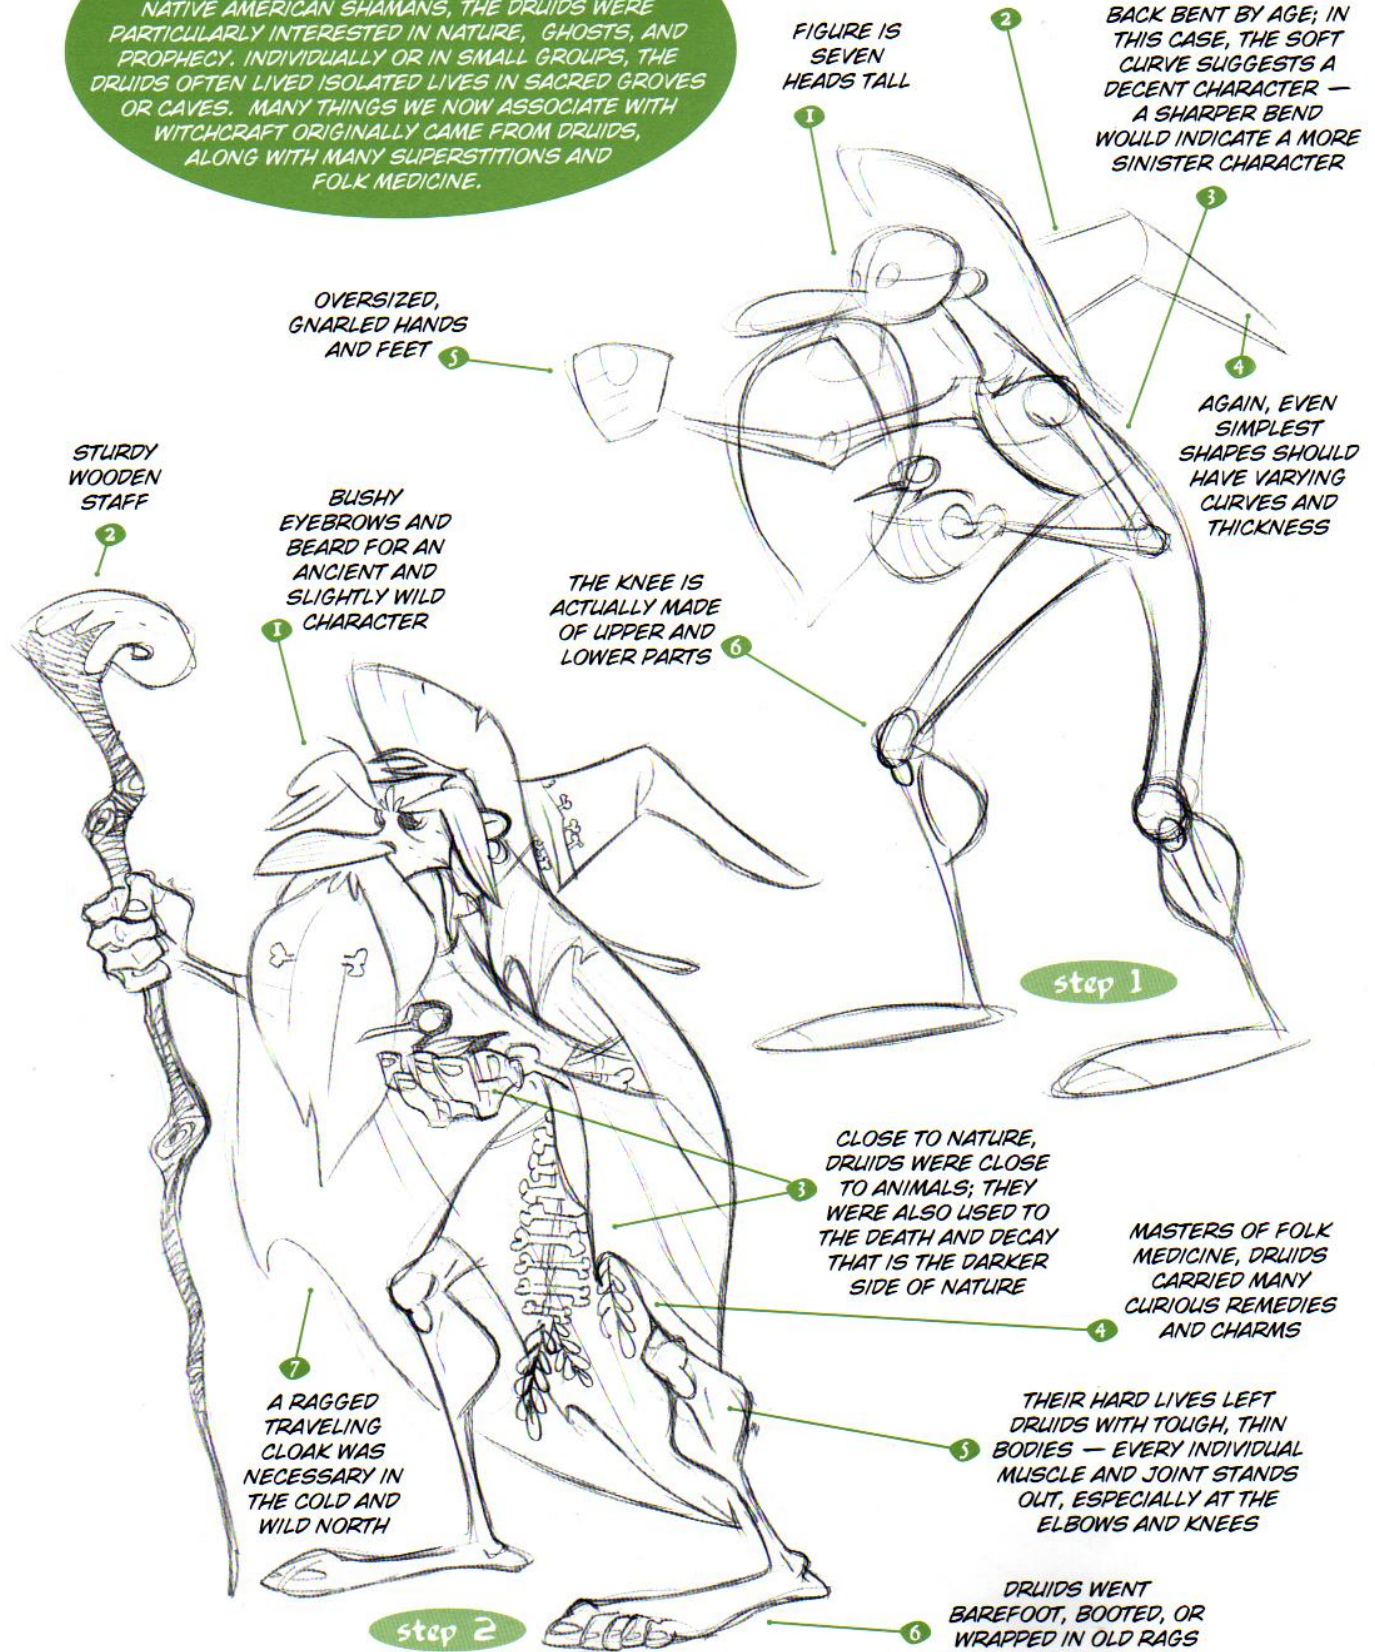 NATIVE AMERICAN SHAMANS, THE DRUIDS WERE
PARTICULARLY INTERESTED IN NATURE, GHOSTS, AND
PROPHECY. INDIVIDUALLY OR IN SMALL GROUPS, THE
DRUIDS OFTEN LIVED ISOLATED LIVES IN SACRED GROVES
OR CAVES. MANY THINGS WE NOW ASSOCIATE WITH
WITCHCRAFT ORIGINALLY CAME FROM DRUIDS,
ALONG WITH MANY SUPERSTITIONS AND
FOLK MEDICINE.
FIGURE IS
SEVEN
HEADS TALL
1
2
BACK BENT BY AGE; IN
THIS CASE, THE SOFT
CURVE SUGGESTS A
DECENT CHARACTER —
A SHARPER BEND
WOULD INDICATE A MORE
SINISTER CHARACTER
3
4
AGAIN, EVEN
SIMPLEST
SHAPES SHOULD
HAVE VARYING
CURVES AND
THICKNESS
OVERSIZED,
GNARLED HANDS
AND FEET
5
THE KNEE IS
ACTUALLY MADE
OF UPPER AND
LOWER PARTS
6
step 1
BUSHY
EYEBROWS AND
BEARD FOR AN
ANCIENT AND
SLIGHTLY WILD
CHARACTER
1
STURDY
WOODEN
STAFF
2
CLOSE TO NATURE,
DRUIDS WERE CLOSE
TO ANIMALS; THEY
WERE ALSO USED TO
THE DEATH AND DECAY
THAT IS THE DARKER
SIDE OF NATURE
3
MASTERS OF FOLK
MEDICINE, DRUIDS
CARRIED MANY
CURIOUS REMEDIES
AND CHARMS
4
THEIR HARD LIVES LEFT
DRUIDS WITH TOUGH, THIN
BODIES — EVERY INDIVIDUAL
MUSCLE AND JOINT STANDS
OUT, ESPECIALLY AT THE
ELBOWS AND KNEES
5
DRUIDS WENT
BAREFOOT, BOOTED, OR
WRAPPED IN OLD RAGS
6
7
A RAGGED
TRAVELING
CLOAK WAS
NECESSARY IN
THE COLD AND
WILD NORTH
step 2